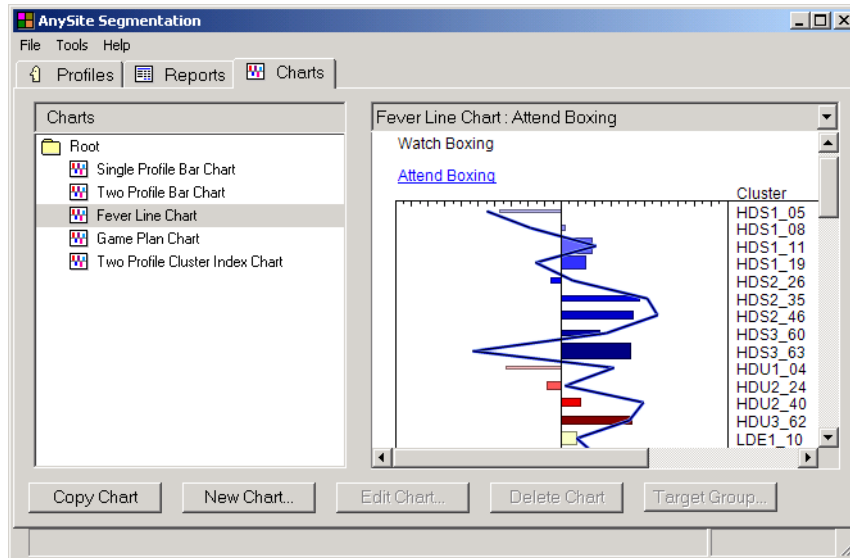 AnySite Segmentation
File Tools Help
Profiles Reports Charts
Charts
Root
Single Profile Bar Chart
Two Profile Bar Chart
Fever Line Chart
Game Plan Chart
Two Profile Cluster Index Chart
Fever Line Chart : Attend Boxing
Watch Boxing
Attend Boxing
Cluster
HDS1_05
HDS1_08
HDS1_11
HDS1_19
HDS2_26
HDS2_35
HDS2_46
HDS3_60
HDS3_63
HDU1_04
HDU2_24
HDU2_40
HDU3_62
LDE1_10
Copy Chart New Chart... Edit Chart... Delete Chart Target Group...